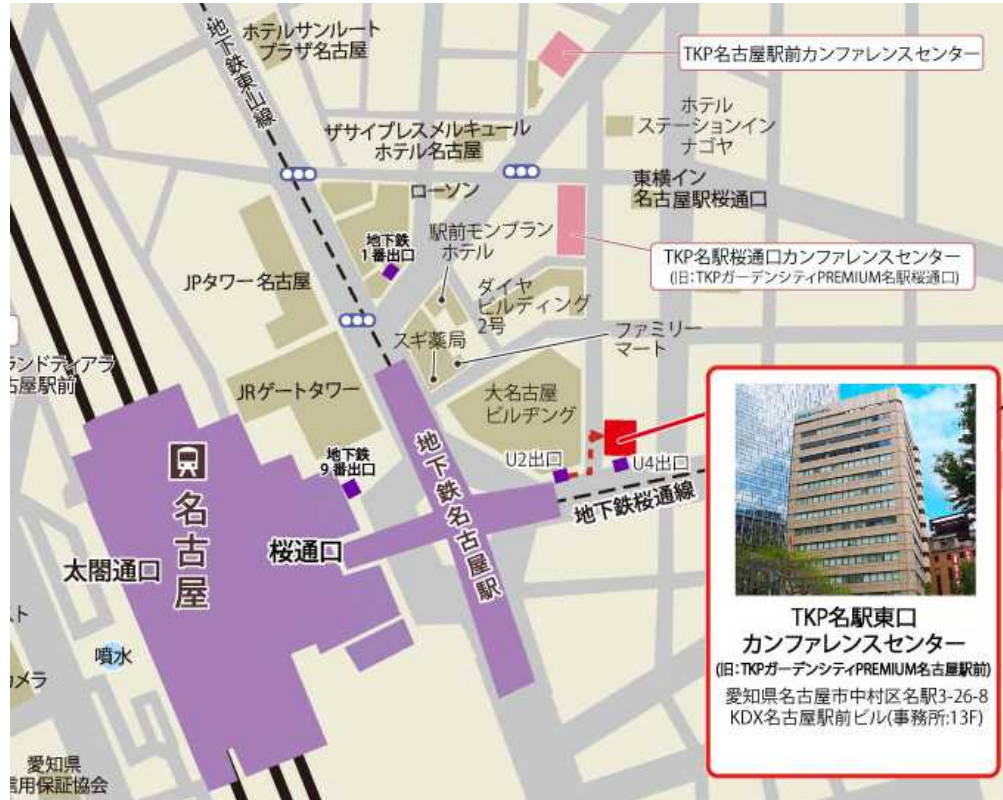 ホテルサンルート
プラザ名古屋
地下鉄東山線
TKP名古屋駅前カンファレンスセンター
ホテル
ステーションイン
ナゴヤ
ザサイプレスメルキュール
ホテル名古屋
ローソン
東横イン
名古屋駅桜通口
地下鉄
1番出口
駅前モンブラン
ホテル
TKP名駅桜通口カンファレンスセンター
(旧:TKPガーデンシティPREMIUM名駅桜通口)
JPタワー名古屋
ダイヤ
ビルディング
2号
スギ薬局
ファミリー
マート
ランドティアラ
古屋駅前
JRゲートタワー
大名古屋
ビルヂング
地下鉄
9番出口
U2出口
U4出口
地下鉄名古屋駅
地下鉄桜通線
名古屋
桜通口
太閤通口
噴水
スト
カメラ
愛知県
信用保証協会
TKP名駅東口
カンファレンスセンター
(旧:TKPガーデンシティPREMIUM名古屋駅前)
愛知県名古屋市中村区名駅3-26-8
KDX名古屋駅前ビル(事務所:13F)